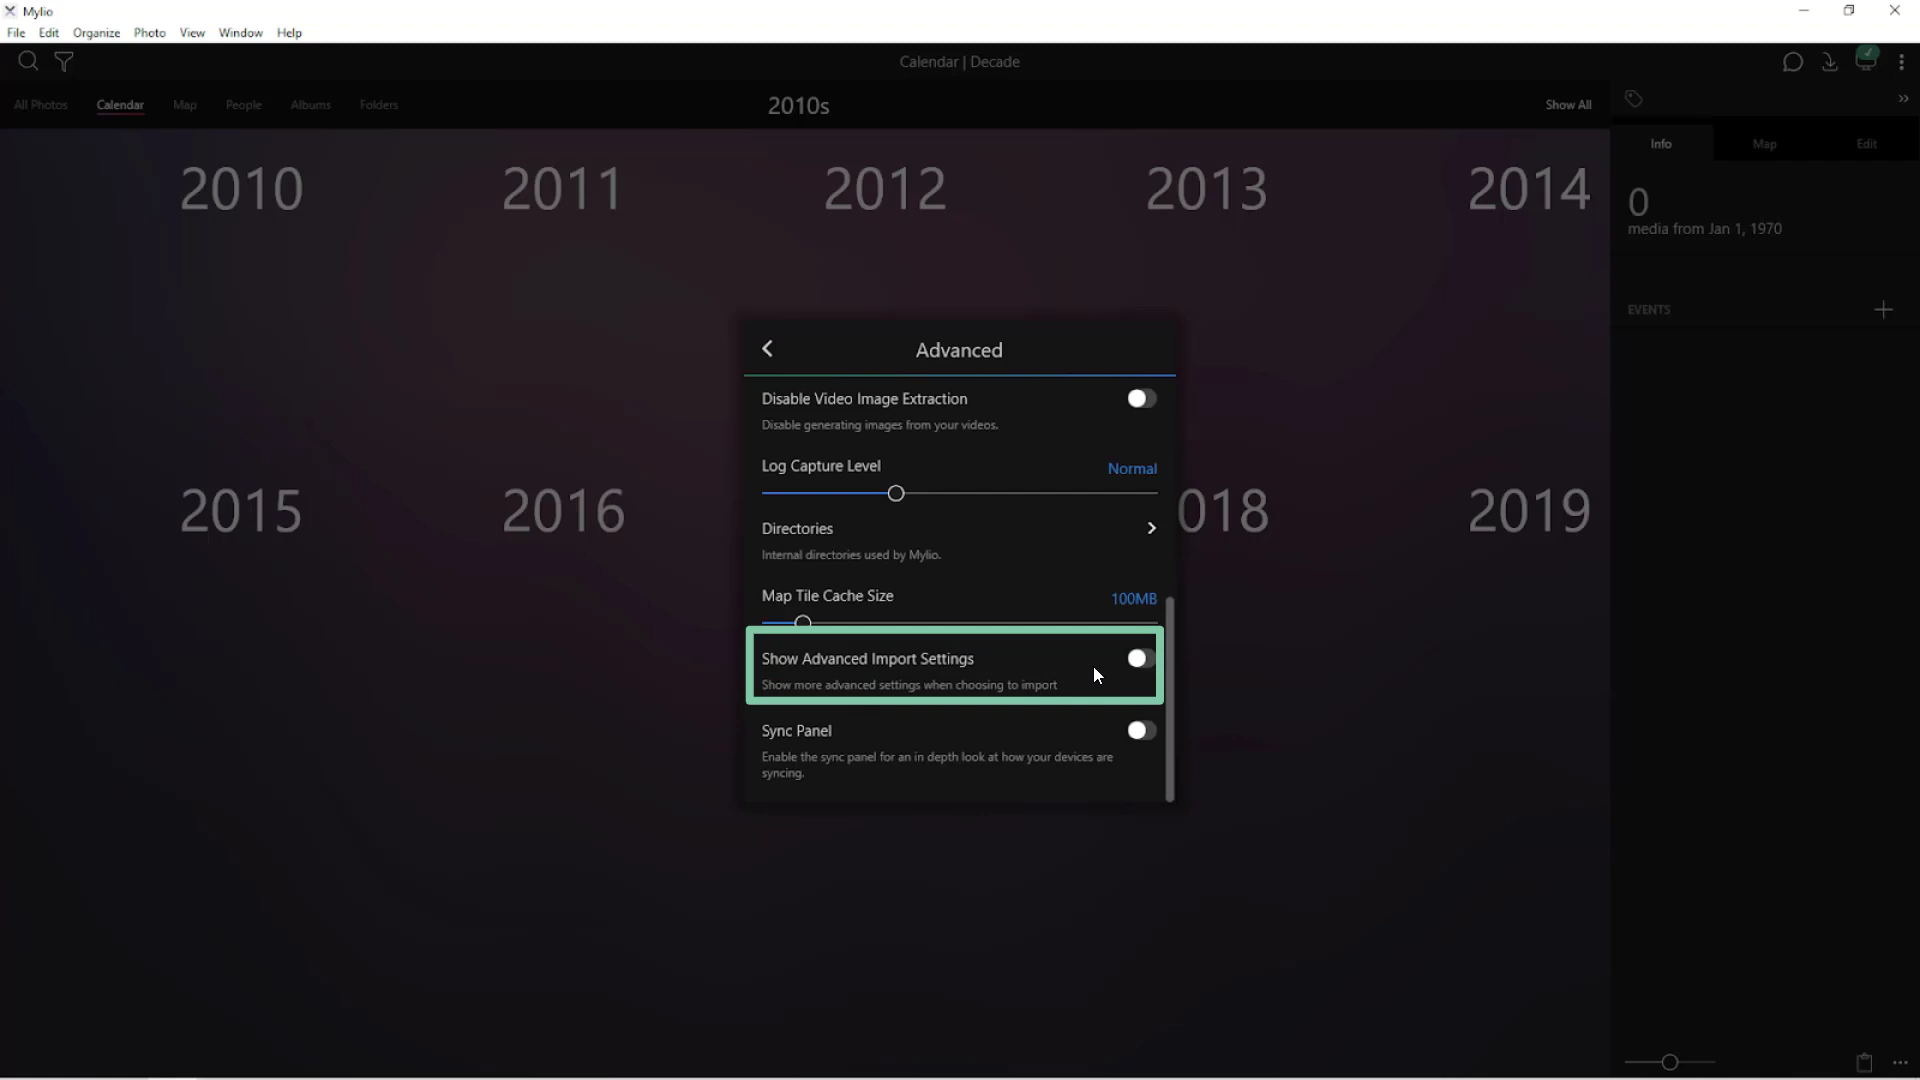 Mylio
File Edit Organize Photo View Window Help
Calendar | Decade
All Photos Calendar Map People Albums Folders
2010s
Show All
Info Map Edit
0
media from Jan 1, 1970
EVENTS
2010 2011 2012 2013 2014
2015 2016 018 2019
Advanced
Disable Video Image Extraction
Disable generating images from your videos.
Log Capture Level Normal
Directories
Internal directories used by Mylio.
Map Tile Cache Size 100MB
Show Advanced Import Settings
Show more advanced settings when choosing to import
Sync Panel
Enable the sync panel for an in depth look at how your devices are
syncing.